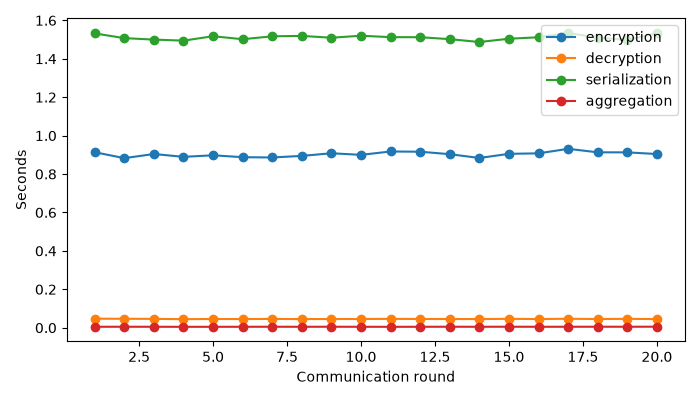 1.6
1.4
1.2
1.0
0.8
0.6
0.4
0.2
0.0
Seconds
encryption
decryption
serialization
aggregation
2.5 5.0 7.5 10.0 12.5 15.0 17.5 20.0
Communication round